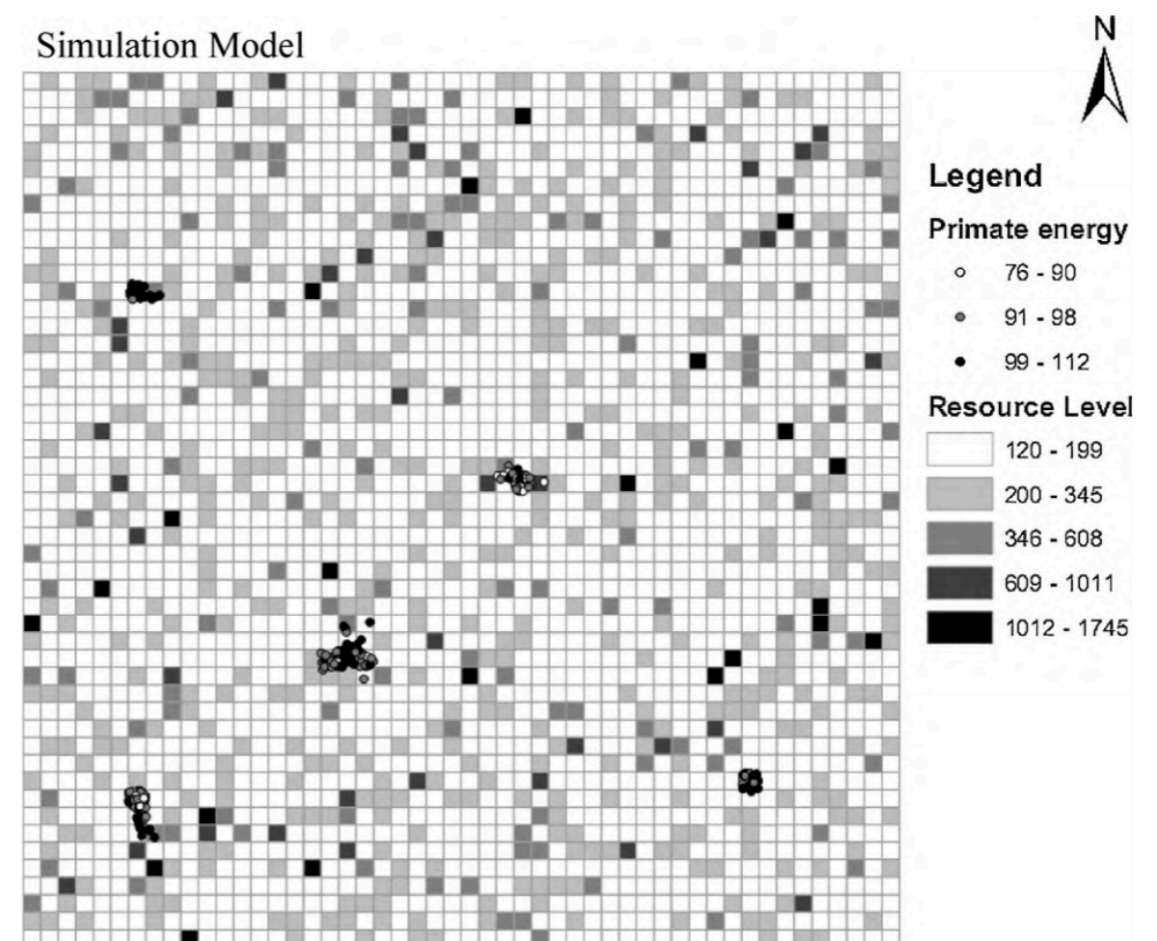 Simulation Model
N
Legend
Primate energy
76 - 90
91 - 98
99 - 112
Resource Level
120 - 199
200 - 345
346 - 608
609 - 1011
1012 - 1745